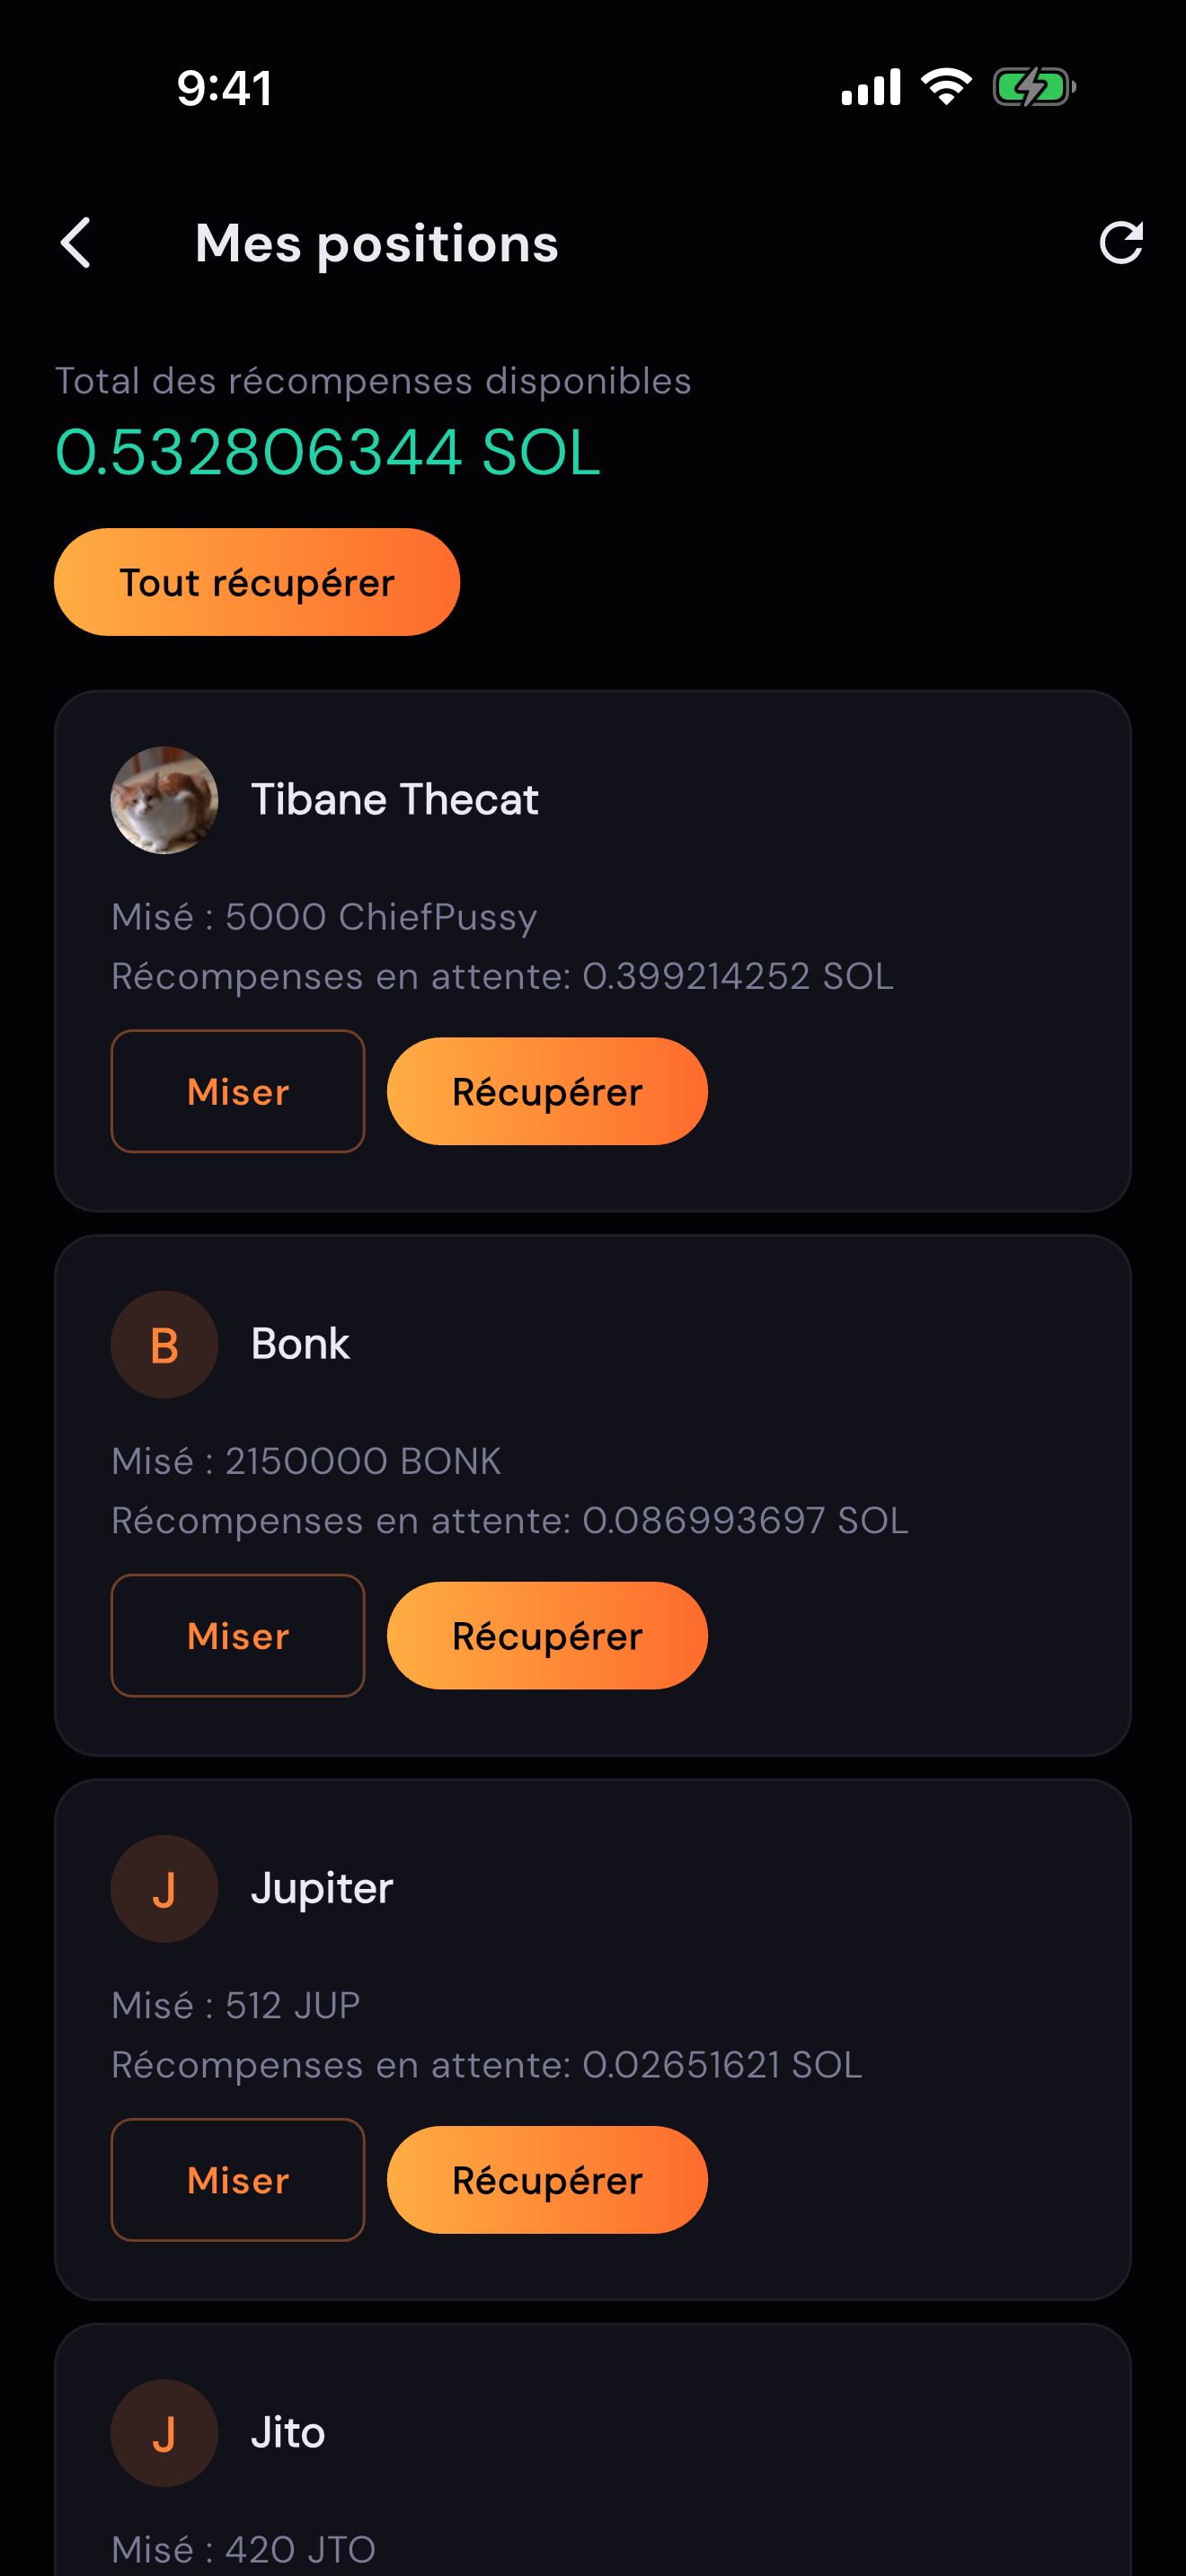 9:41
Mes positions
Total des récompenses disponibles
0.532806344 SOL
Tout récupérer
Tibane Thecat
Misé : 5000 ChiefPussy
Récompenses en attente: 0.399214252 SOL
Miser
Récupérer
B
Bonk
Misé : 2150000 BONK
Récompenses en attente: 0.086993697 SOL
Miser
Récupérer
J
Jupiter
Misé : 512 JUP
Récompenses en attente: 0.02651621 SOL
Miser
Récupérer
J
Jito
Misé : 420 JTO